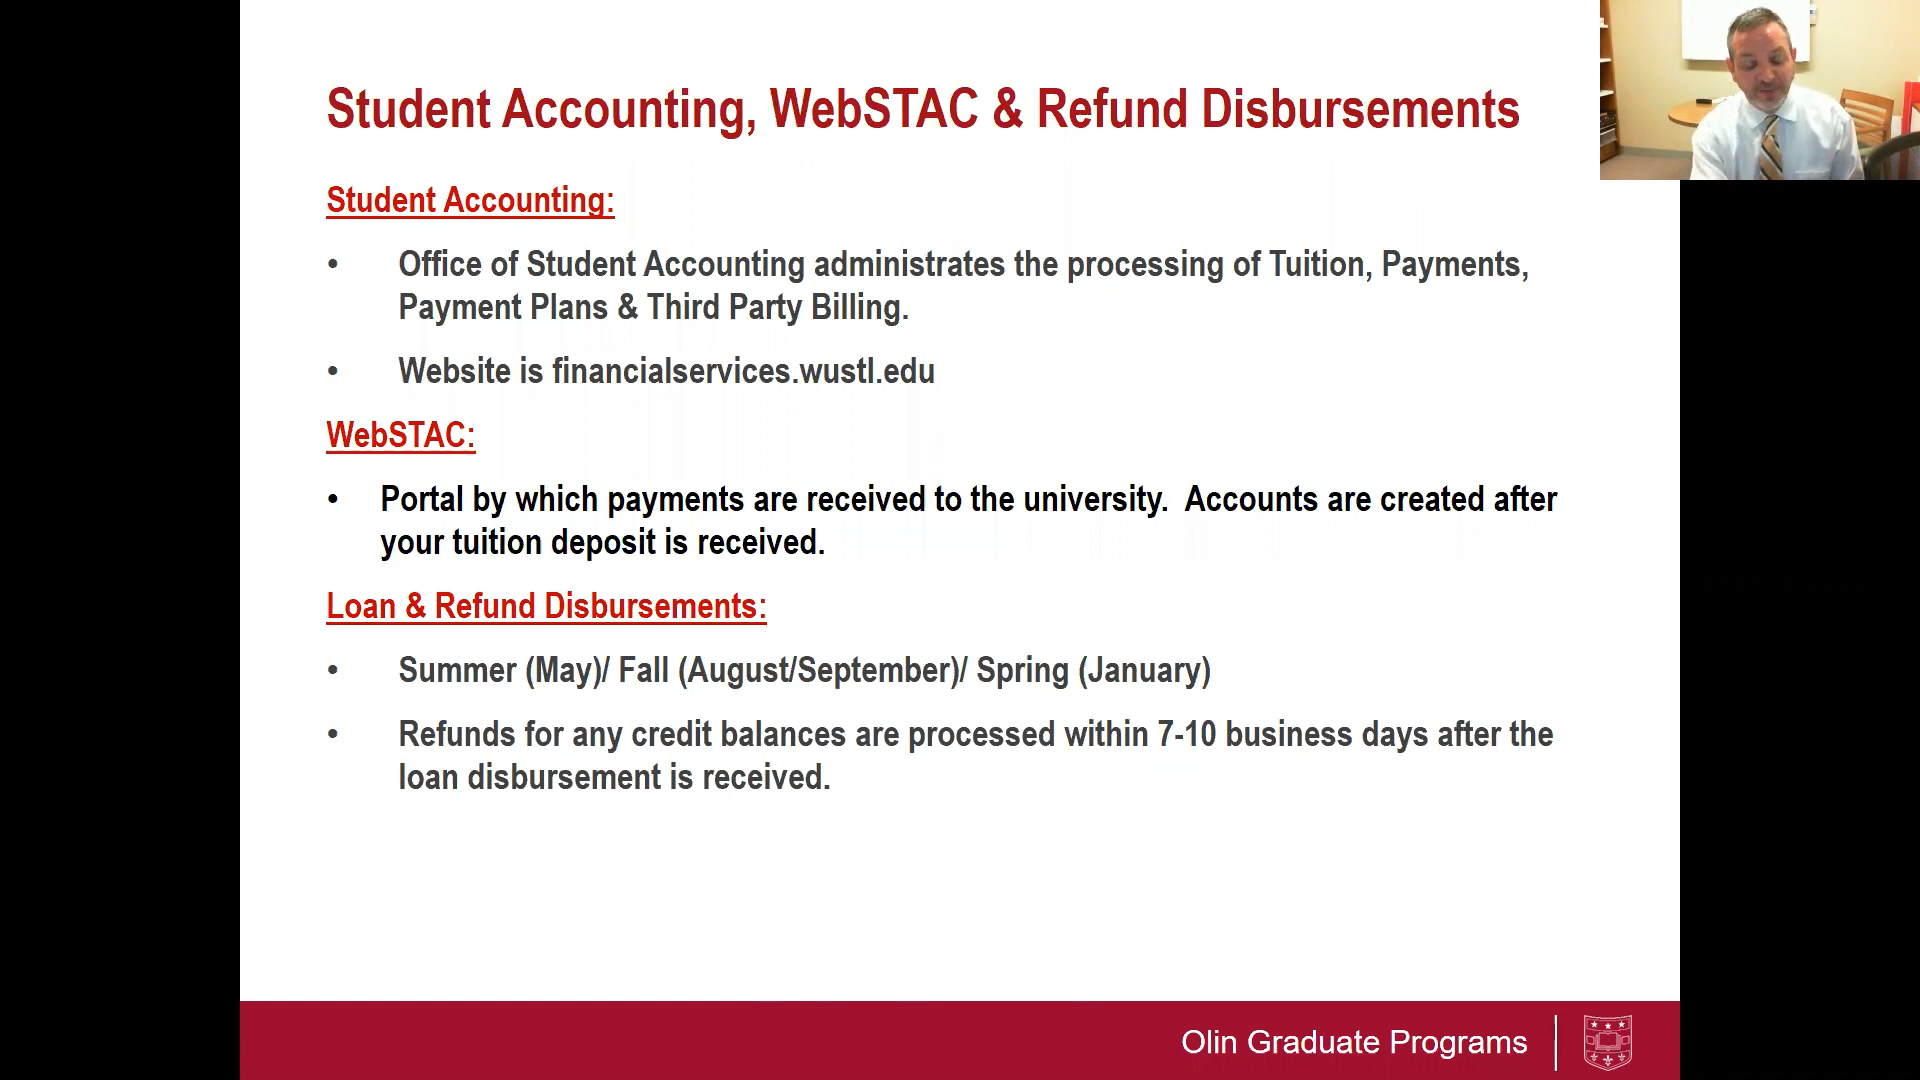 Student Accounting, WebSTAC & Refund Disbursements
Student Accounting:
• Office of Student Accounting administrates the processing of Tuition, Payments,
Payment Plans & Third Party Billing.
• Website is financialservices.wustl.edu
WebSTAC:
• Portal by which payments are received to the university.  Accounts are created after
your tuition deposit is received.
Loan & Refund Disbursements:
• Summer (May)/ Fall (August/September)/ Spring (January)
• Refunds for any credit balances are processed within 7-10 business days after the
loan disbursement is received.
Olin Graduate Programs